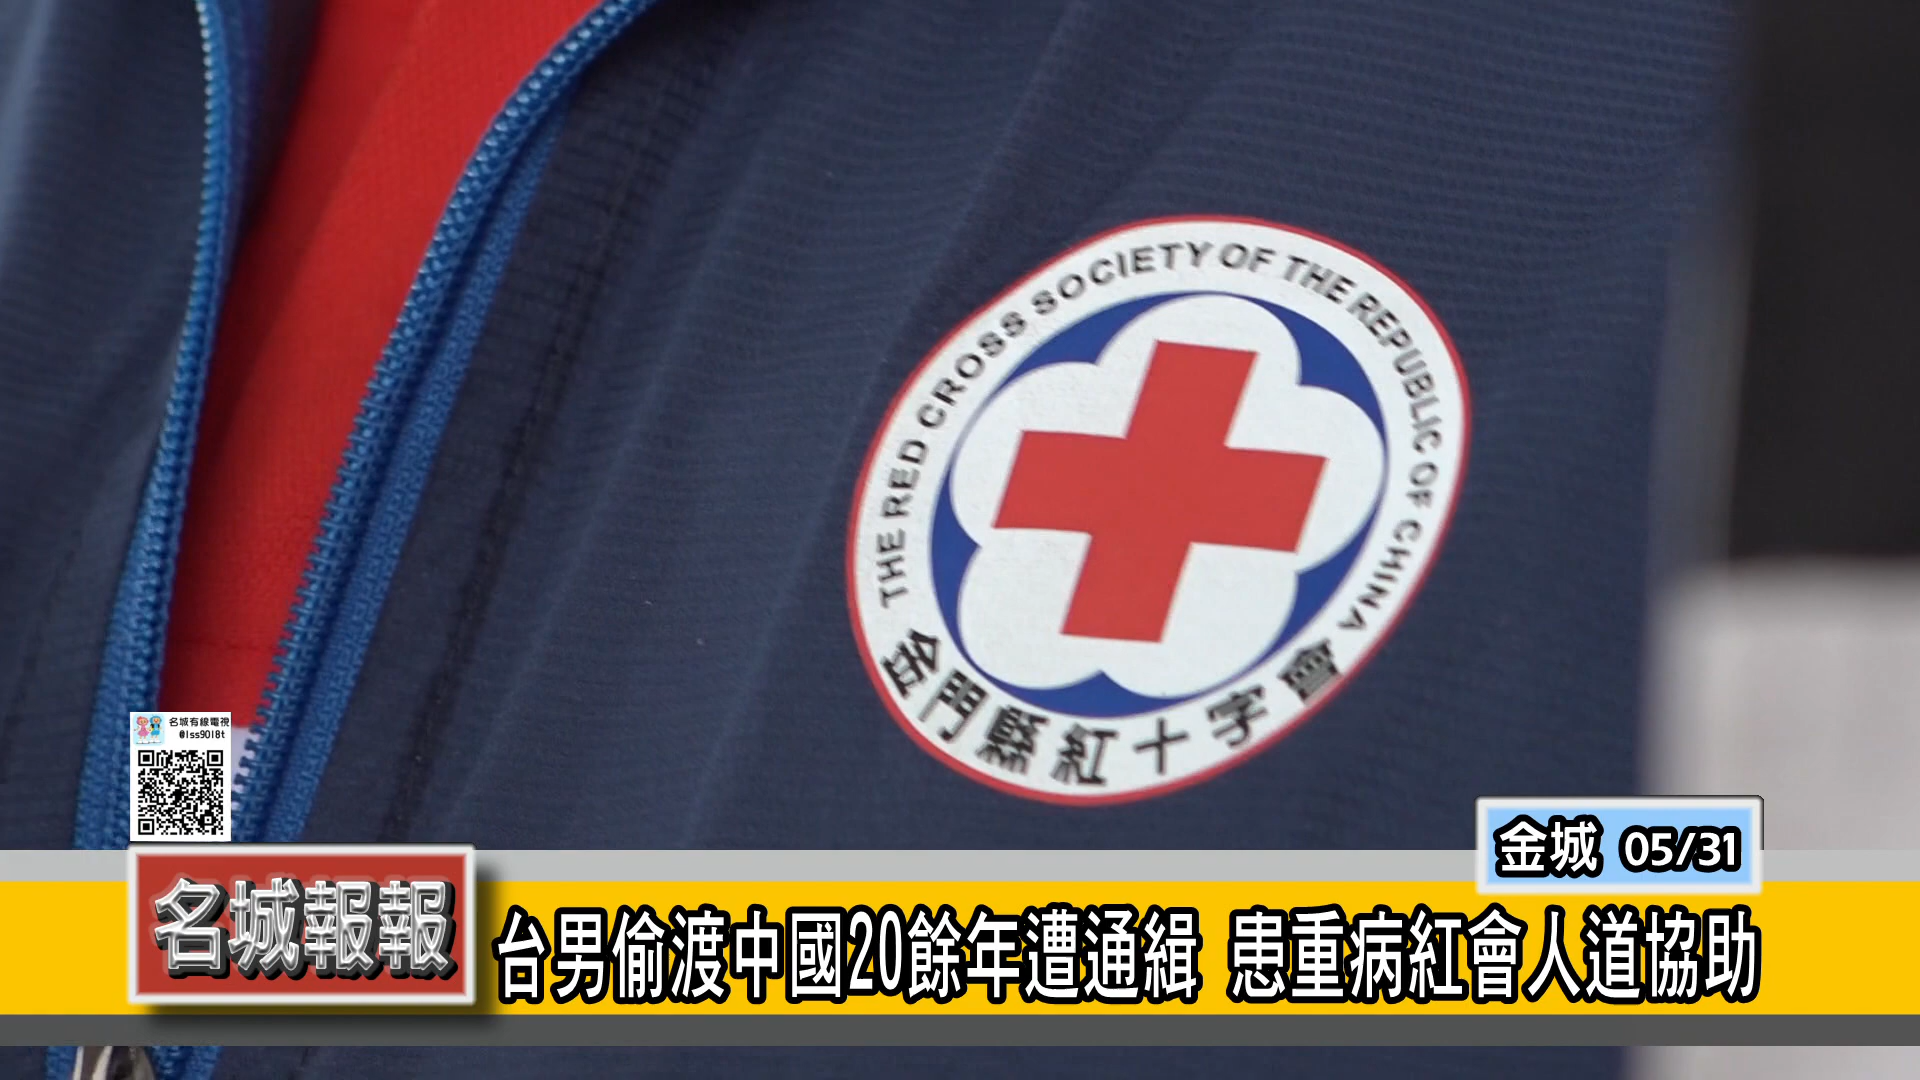 THE RED CROSS SOCIETY OF THE REPUBLIC OF CHINA
金門縣紅十字會
名城有線電視
@lss9018t
金城 05/31
名城報報
台男偷渡中國20餘年遭通緝 患重病紅會人道協助